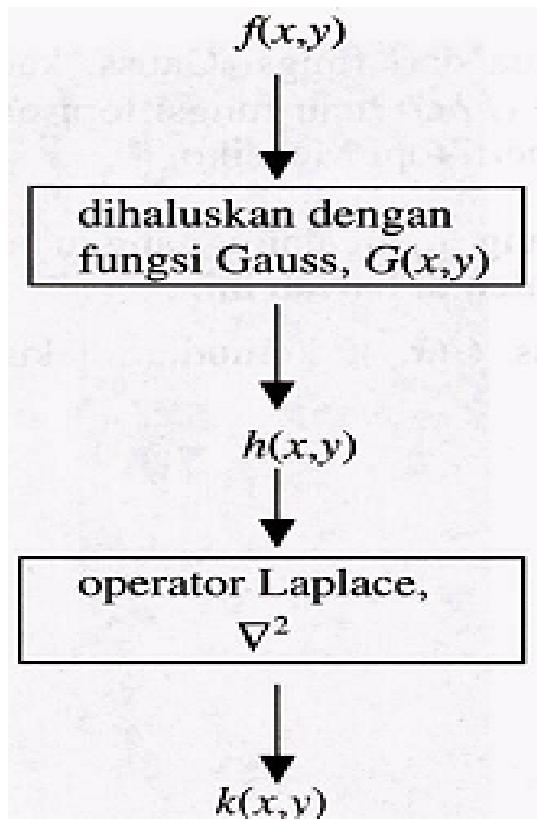 f(x,y)
dihaluskan dengan
fungsi Gauss, G(x,y)
h(x,y)
operator Laplace,
∇²
k(x,y)